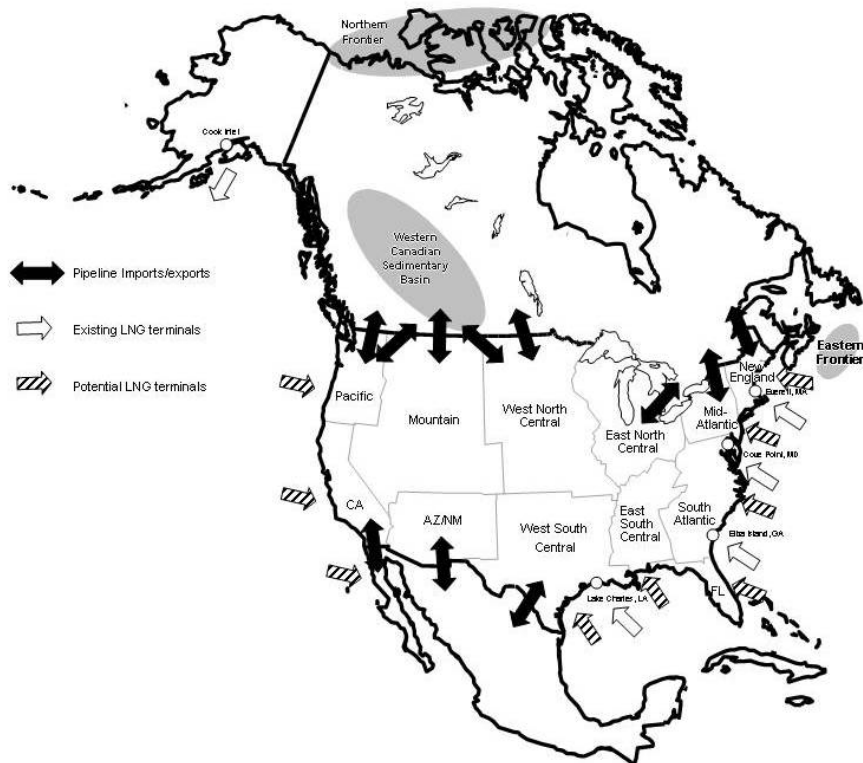 Northern
Frontier
Cook Inlet
Western
Canadian
Sedimentary
Basin
Pipeline Imports/exports
Existing LNG terminals
Potential LNG terminals
Eastern
Frontier
New
England
Everett, MA
Pacific
Mountain
West North
Central
East North
Central
Mid-
Atlantic
Cove Point, MD
CA
AZ/NM
West South
Central
East
South
Central
South
Atlantic
Elba Island, GA
Lake Charles, LA
FL